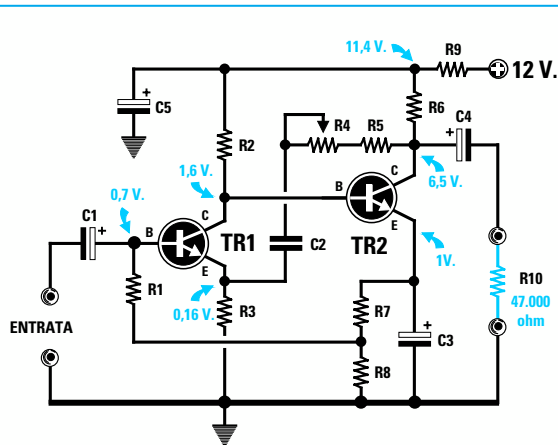 11,4 V.
R9
12 V.
+
C5
R6
C4
+
R2
R4
R5
1,6 V.
C
6,5 V.
0,7 V.
B
C1
+
B
C
TR1
E
C2
TR2
E
1V.
R1
0,16 V.
R3
R10
47.000
ohm
ENTRATA
R7
+
C3
R8